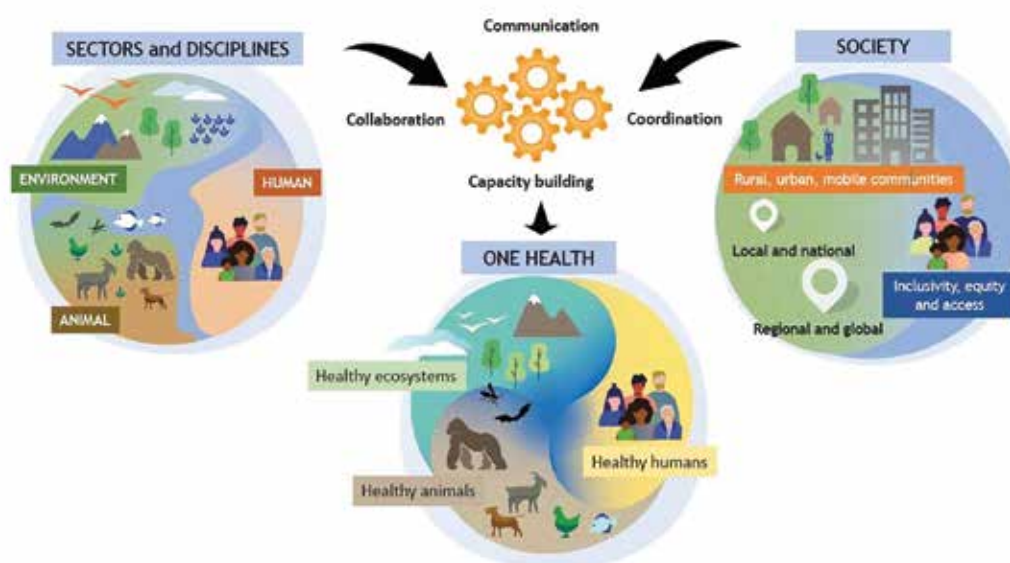 SECTORS and DISCIPLINES
ENVIRONMENT
HUMAN
ANIMAL
Communication
Collaboration
Coordination
Capacity building
SOCIETY
Rural, urban, mobile communities
Local and national
Inclusivity, equity
and access
Regional and global
ONE HEALTH
Healthy ecosystems
Healthy humans
Healthy animals